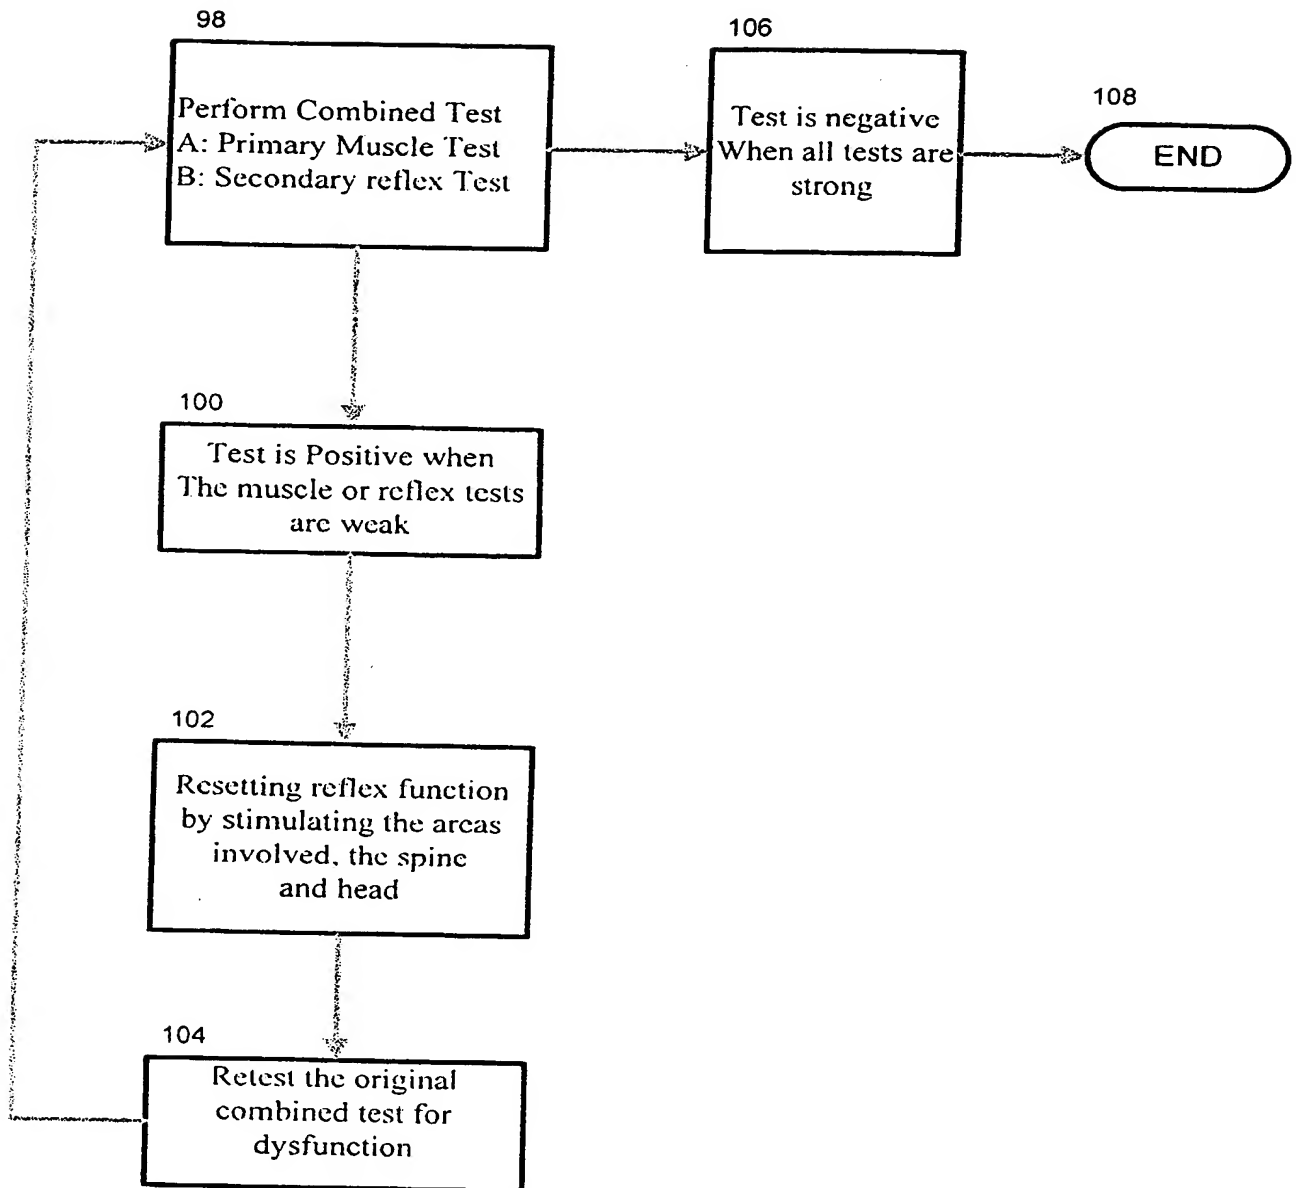 98
Perform Combined Test
A: Primary Muscle Test
B: Secondary reflex Test
106
Test is negative
When all tests are
strong
108
END
100
Test is Positive when
The muscle or reflex tests
are weak
102
Resetting reflex function
by stimulating the areas
involved, the spine
and head
104
Retest the original
combined test for
dysfunction